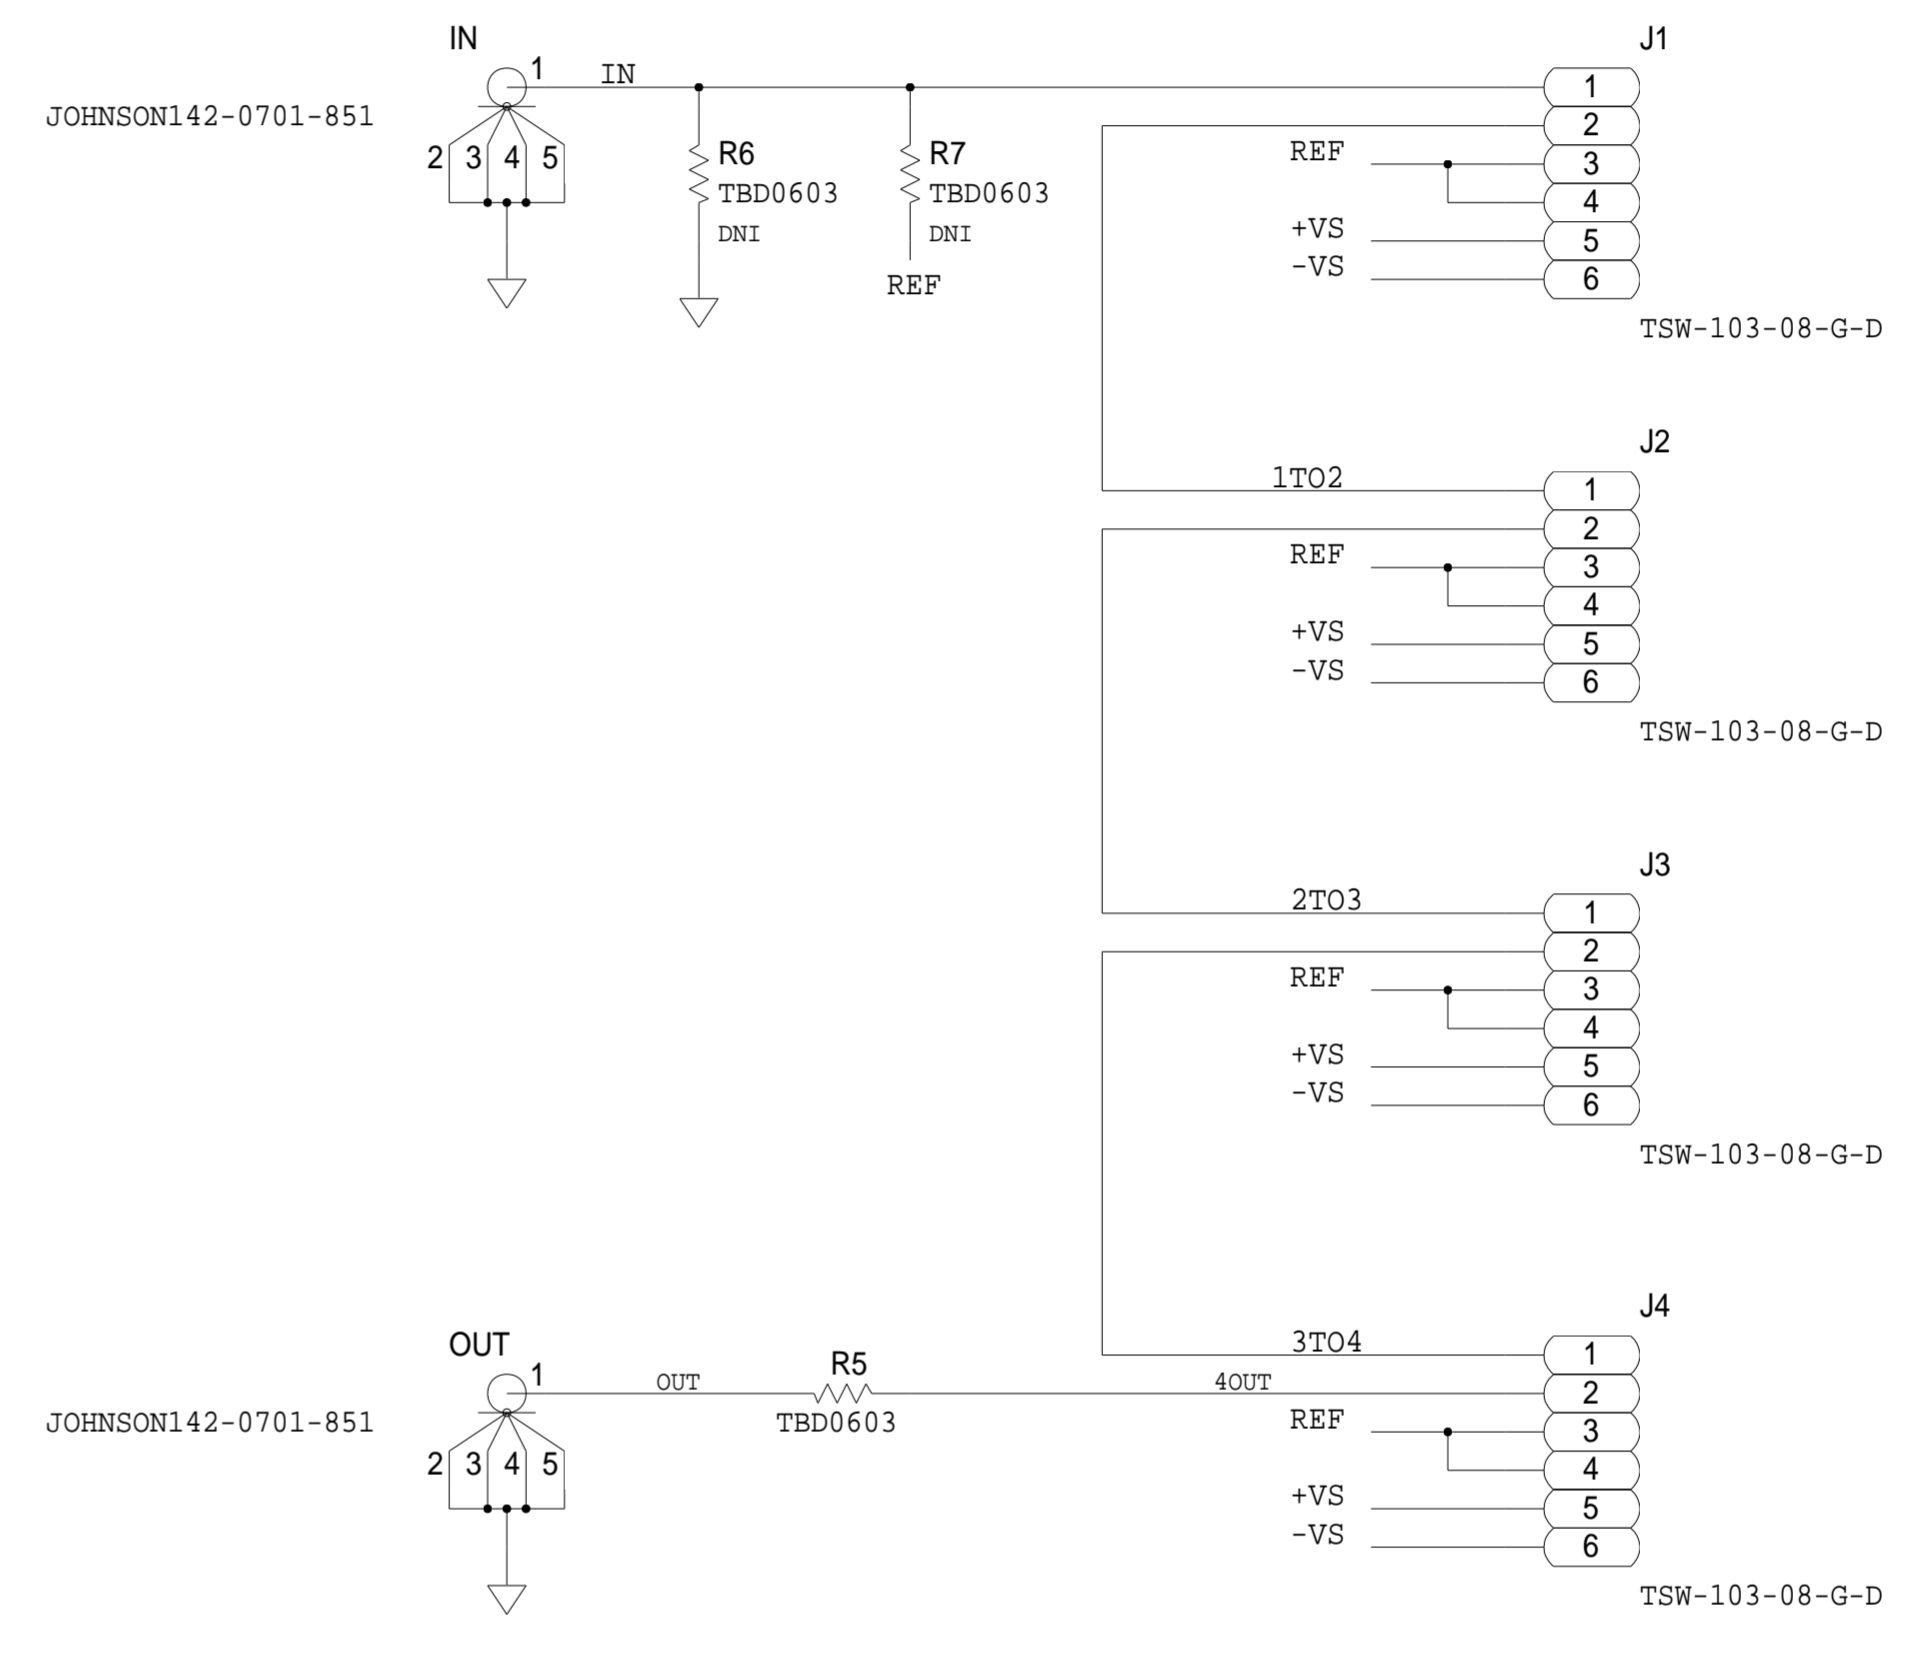 IN
J1
1
IN
1
JOHNSON142-0701-851
2
2 3 4 5
R6
R7
REF
3
TBD0603
TBD0603
4
DNI
DNI
+VS
5
-VS
6
REF
TSW-103-08-G-D
J2
1TO2
1
2
REF
3
4
+VS
5
-VS
6
TSW-103-08-G-D
J3
2TO3
1
2
REF
3
4
+VS
5
-VS
6
TSW-103-08-G-D
J4
OUT
3TO4
1
1
R5
OUT
4OUT
2
JOHNSON142-0701-851
TBD0603
REF
3
2 3 4 5
4
+VS
5
-VS
6
TSW-103-08-G-D